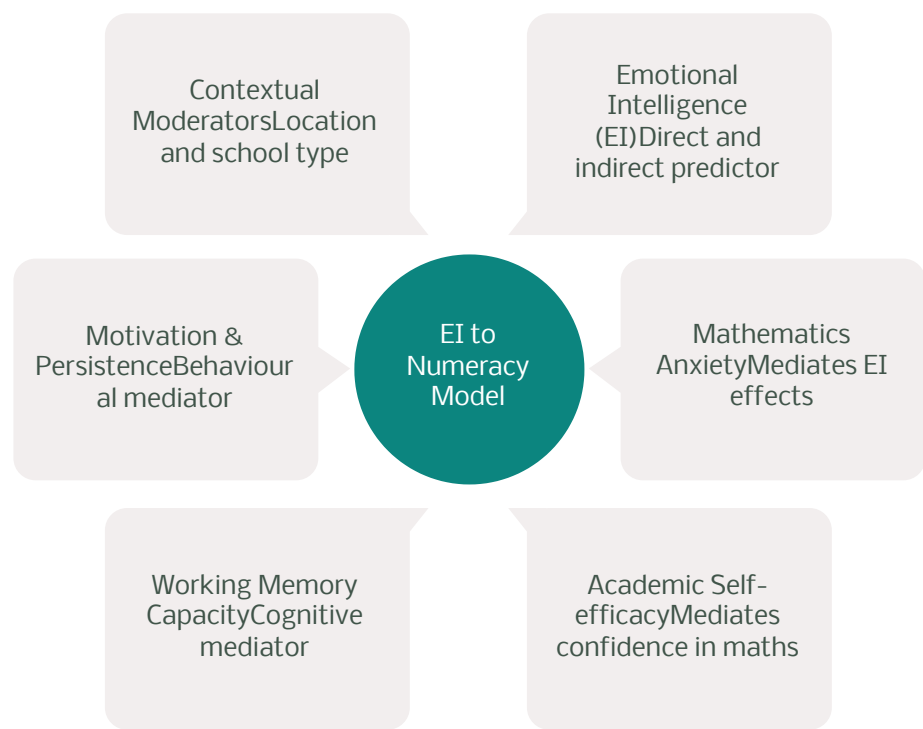 Contextual
ModeratorsLocation
and school type
Emotional
Intelligence
(EI)Direct and
indirect predictor
Motivation &
PersistenceBehaviour
al mediator
EI to
Numeracy
Model
Mathematics
AnxietyMediates EI
effects
Working Memory
CapacityCognitive
mediator
Academic Self-
efficacyMediates
confidence in maths